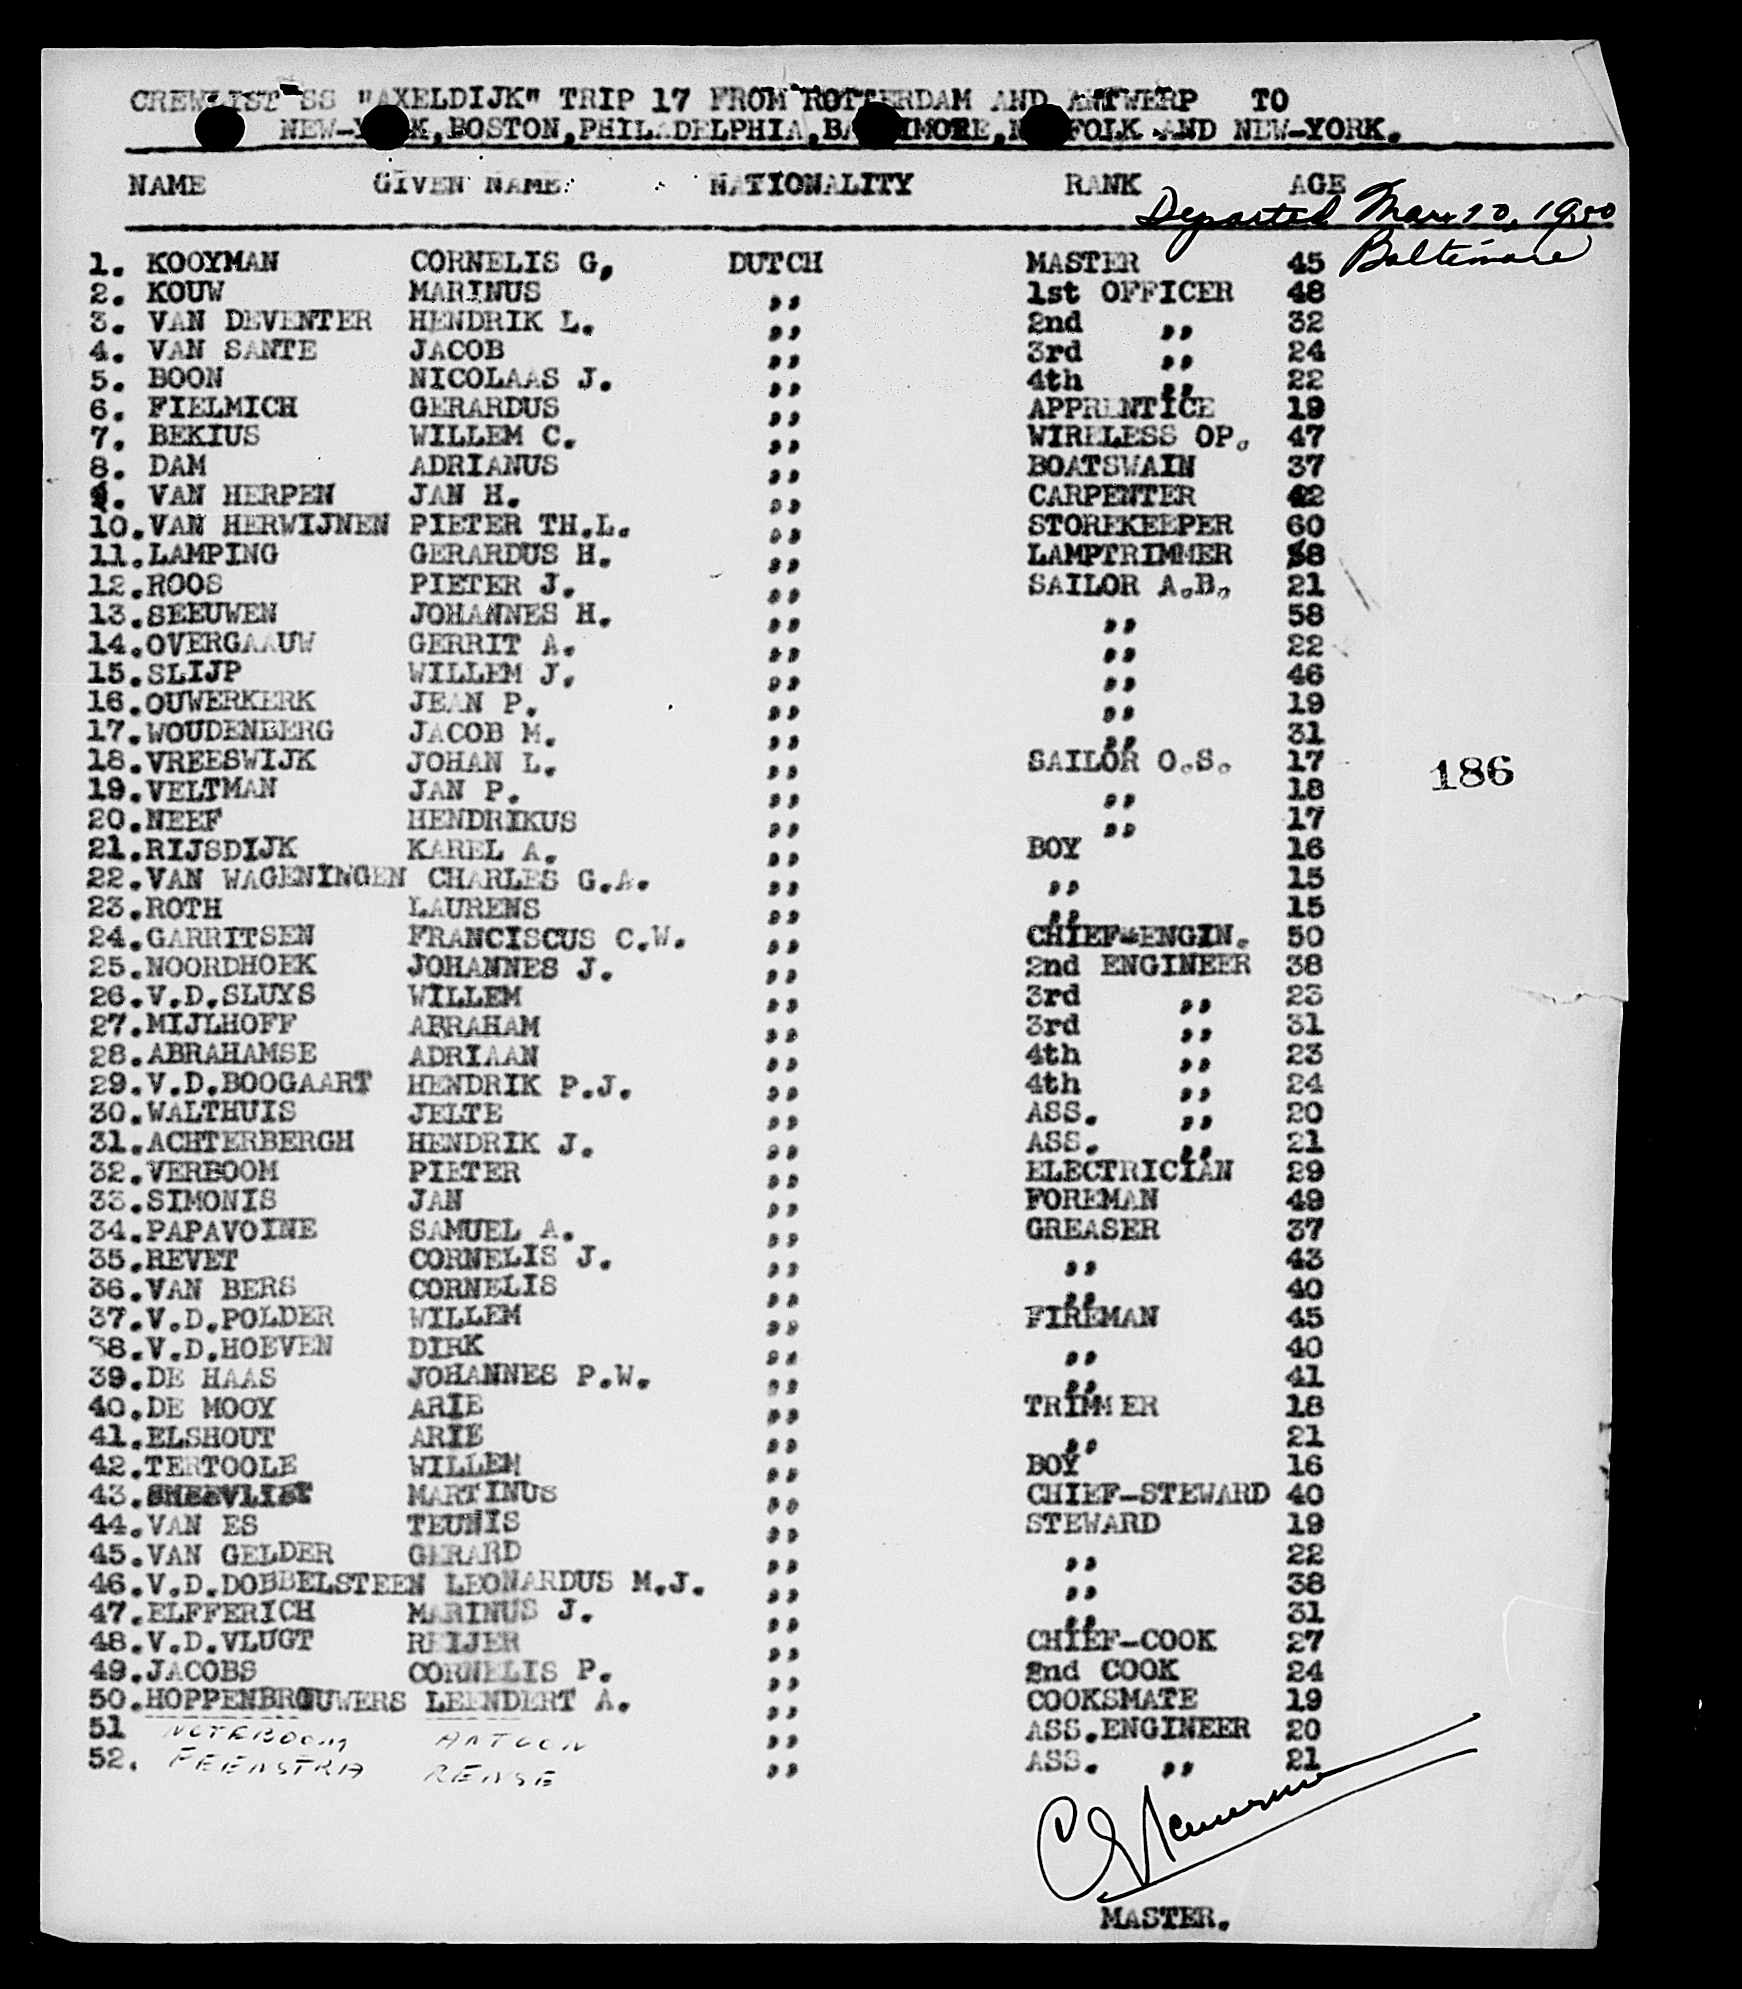 CREWLIST SS "AXELDIJK" TRIP 17 FROM ROTTERDAM AND ANTWERP TO
NEW-YORK,BOSTON,PHILADELPHIA,BALTIMORE,NORFOLK AND NEW-YORK.
NAME GIVEN NAME: NATIONALITY RANK AGE
Departed Mar. 20, 1950
Baltimore
1. KOOYMAN CORNELIS G, DUTCH MASTER 45
2. KOUW MARINUS ,, 1st OFFICER 48
3. VAN DEVENTER HENDRIK L. ,, 2nd ,, 32
4. VAN SANTE JACOB ,, 3rd ,, 24
5. BOON NICOLAAS J. ,, 4th ,, 22
6. FIELMICH GERARDUS ,, APPRENTICE 19
7. BEKIUS WILLEM C. ,, WIRELESS OP. 47
8. DAM ADRIANUS ,, BOATSWAIN 37
9. VAN HERPEN JAN H. ,, CARPENTER 42
10.VAN HERWIJNEN PIETER TH.L. ,, STOREKEEPER 60
11.LAMPING GERARDUS H. ,, LAMPTRIMMER
12.ROOS PIETER J. ,, SAILOR A.B. 21
13.SEEUWEN JOHANNES H. ,, ,, 58
14.OVERGAAUW GERRIT A. ,, ,, 22
15.SLIJP WILLEM J. ,, ,, 46
16.OUWERKERK JEAN P. ,, ,, 19
17.WOUDENBERG JACOB M. ,, ,, 31
18.VREESWIJK JOHAN L. ,, SAILOR O.S. 17
19.VELTMAN JAN P. ,, ,, 18
20.NEEF HENDRIKUS ,, ,, 17
21.RIJSDIJK KAREL A. ,, BOY 16
22.VAN WAGENINGEN CHARLES G.A. ,, ,, 15
23.ROTH LAURENS ,, ,, 15
24.GARRITSEN FRANCISCUS C.W. ,, CHIEF-ENGIN. 50
25.NOORDHOEK JOHANNES J. ,, 2nd ENGINEER 38
26.V.D.SLUYS WILLEM ,, 3rd ,, 23
27.MIJLHOFF ABRAHAM ,, 3rd ,, 31
28.ABRAHAMSE ADRIAAN ,, 4th ,, 23
29.V.D.BOOGAART HENDRIK P.J. ,, 4th ,, 24
30.WALTHUIS JELTE ,, ASS. ,, 20
31.ACHTERBERGH HENDRIK J. ,, ASS. ,, 21
32.VERBOOM PIETER ,, ELECTRICIAN 29
33.SIMONIS JAN ,, FOREMAN 49
34.PAPAVOINE SAMUEL A. ,, GREASER 37
35.REVET CORNELIS J. ,, ,, 43
36.VAN BERS CORNELIS ,, ,, 40
37.V.D.POLDER WILLEM ,, FIREMAN 45
38.V.D.HOEVEN DIRK ,, ,, 40
39.DE HAAS JOHANNES P.W. ,, ,, 41
40.DE MOOY ARIE ,, TRIMMER 18
41.ELSHOUT ARIE ,, ,, 21
42.TERTOOLE WILLEM ,, BOY 16
43. MARTINUS ,, CHIEF-STEWARD 40
44.VAN ES TEUNIS ,, STEWARD 19
45.VAN GELDER GERARD ,, ,, 22
46.V.D.DOBBELSTEEN LEONARDUS M.J. ,, ,, 38
47.ELFFERICH MARINUS J. ,, ,, 31
48.V.D.VLUGT REIJER ,, CHIEF-COOK 27
49.JACOBS CORNELIS P. ,, 2nd COOK 24
50.HOPPENBROUWERS LEENDERT A. ,, COOKSMATE 19
51 NOTEBOOM ANTOON ,, ASS.ENGINEER 20
52. FEENSTRA RENSE ,, ASS. ,, 21
186
MASTER.